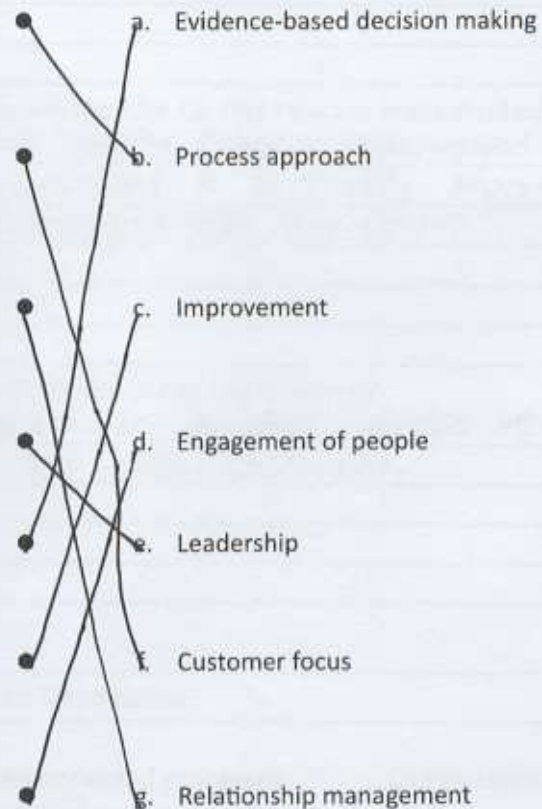 a. Evidence-based decision making
b. Process approach
c. Improvement
d. Engagement of people
e. Leadership
f. Customer focus
g. Relationship management